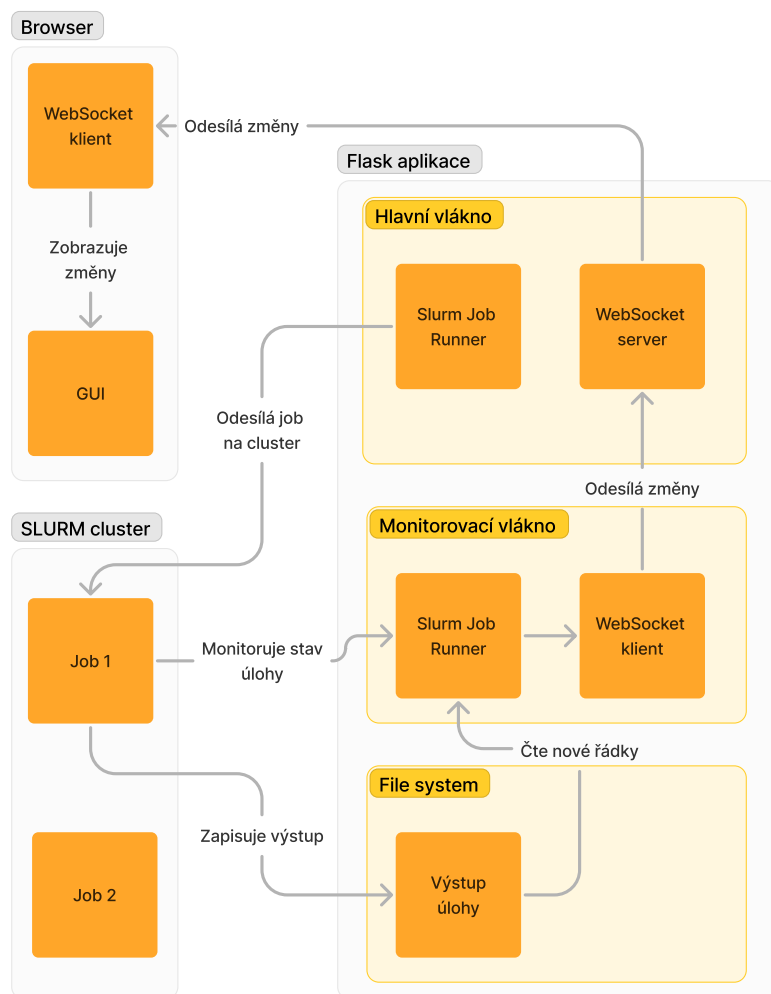 Browser
WebSocket
klient
Odesílá změny
Zobrazuje
změny
GUI
Flask aplikace
Hlavní vlákno
Slurm Job
Runner
WebSocket
server
Odesílá job
na cluster
Odesílá změny
SLURM cluster
Job 1
Monitoruje stav
úlohy
Monitorovací vlákno
Slurm Job
Runner
WebSocket
klient
Čte nové řádky
File system
Zapisuje výstup
Výstup
úlohy
Job 2